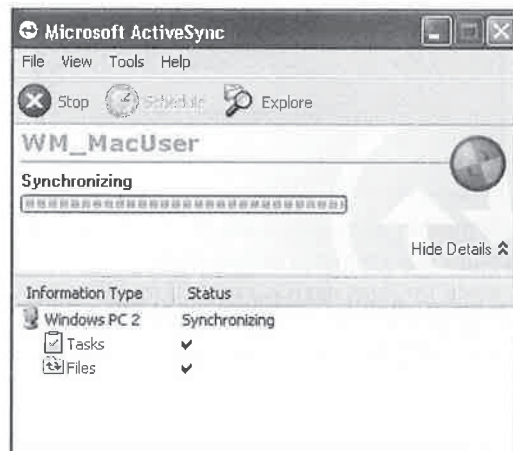 Microsoft ActiveSync
File View Tools Help
Stop Schedule Explore
WM_MacUser
Synchronizing
Hide Details
Information Type Status
Windows PC 2 Synchronizing
Tasks
Files